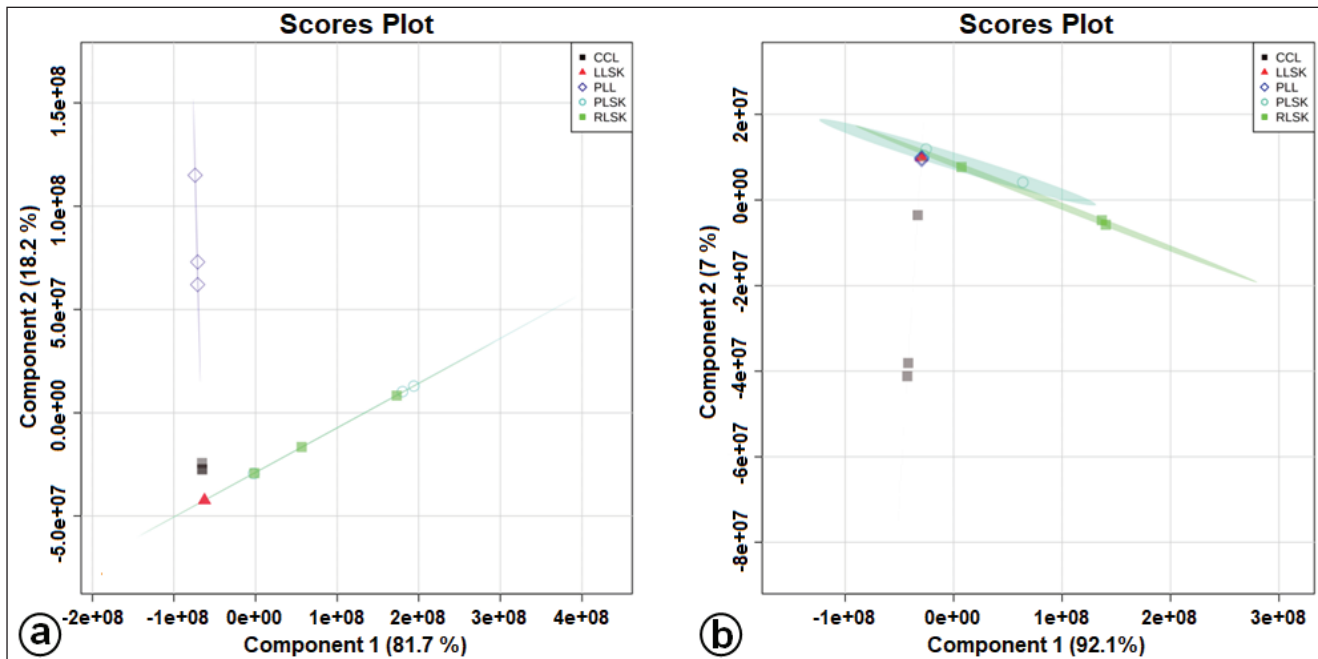 Scores Plot
CCL
LLSK
PLL
PLSK
RLSK
Component 2 (18.2 %)
1.5e+08
1.0e+08
5.0e+07
0.0e+00
-5.0e+07
-2e+08 -1e+08 0e+00 1e+08 2e+08 3e+08 4e+08
Component 1 (81.7 %)
a
Scores Plot
CCL
LLSK
PLL
PLSK
RLSK
Component 2 (7 %)
2e+07
0e+00
-2e+07
-4e+07
-6e+07
-8e+07
-1e+08 0e+00 1e+08 2e+08 3e+08
Component 1 (92.1%)
b